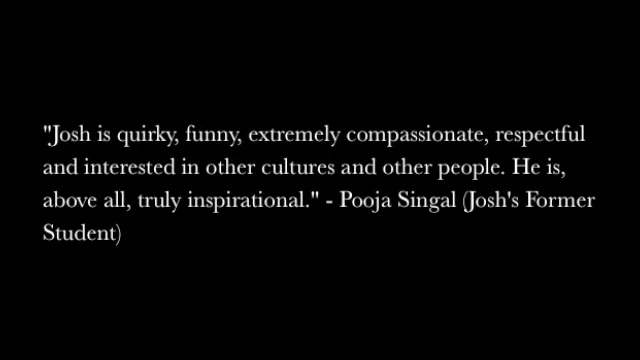 "Josh is quirky, funny, extremely compassionate, respectful
and interested in other cultures and other people. He is,
above all, truly inspirational." - Pooja Singal (Josh's Former
Student)